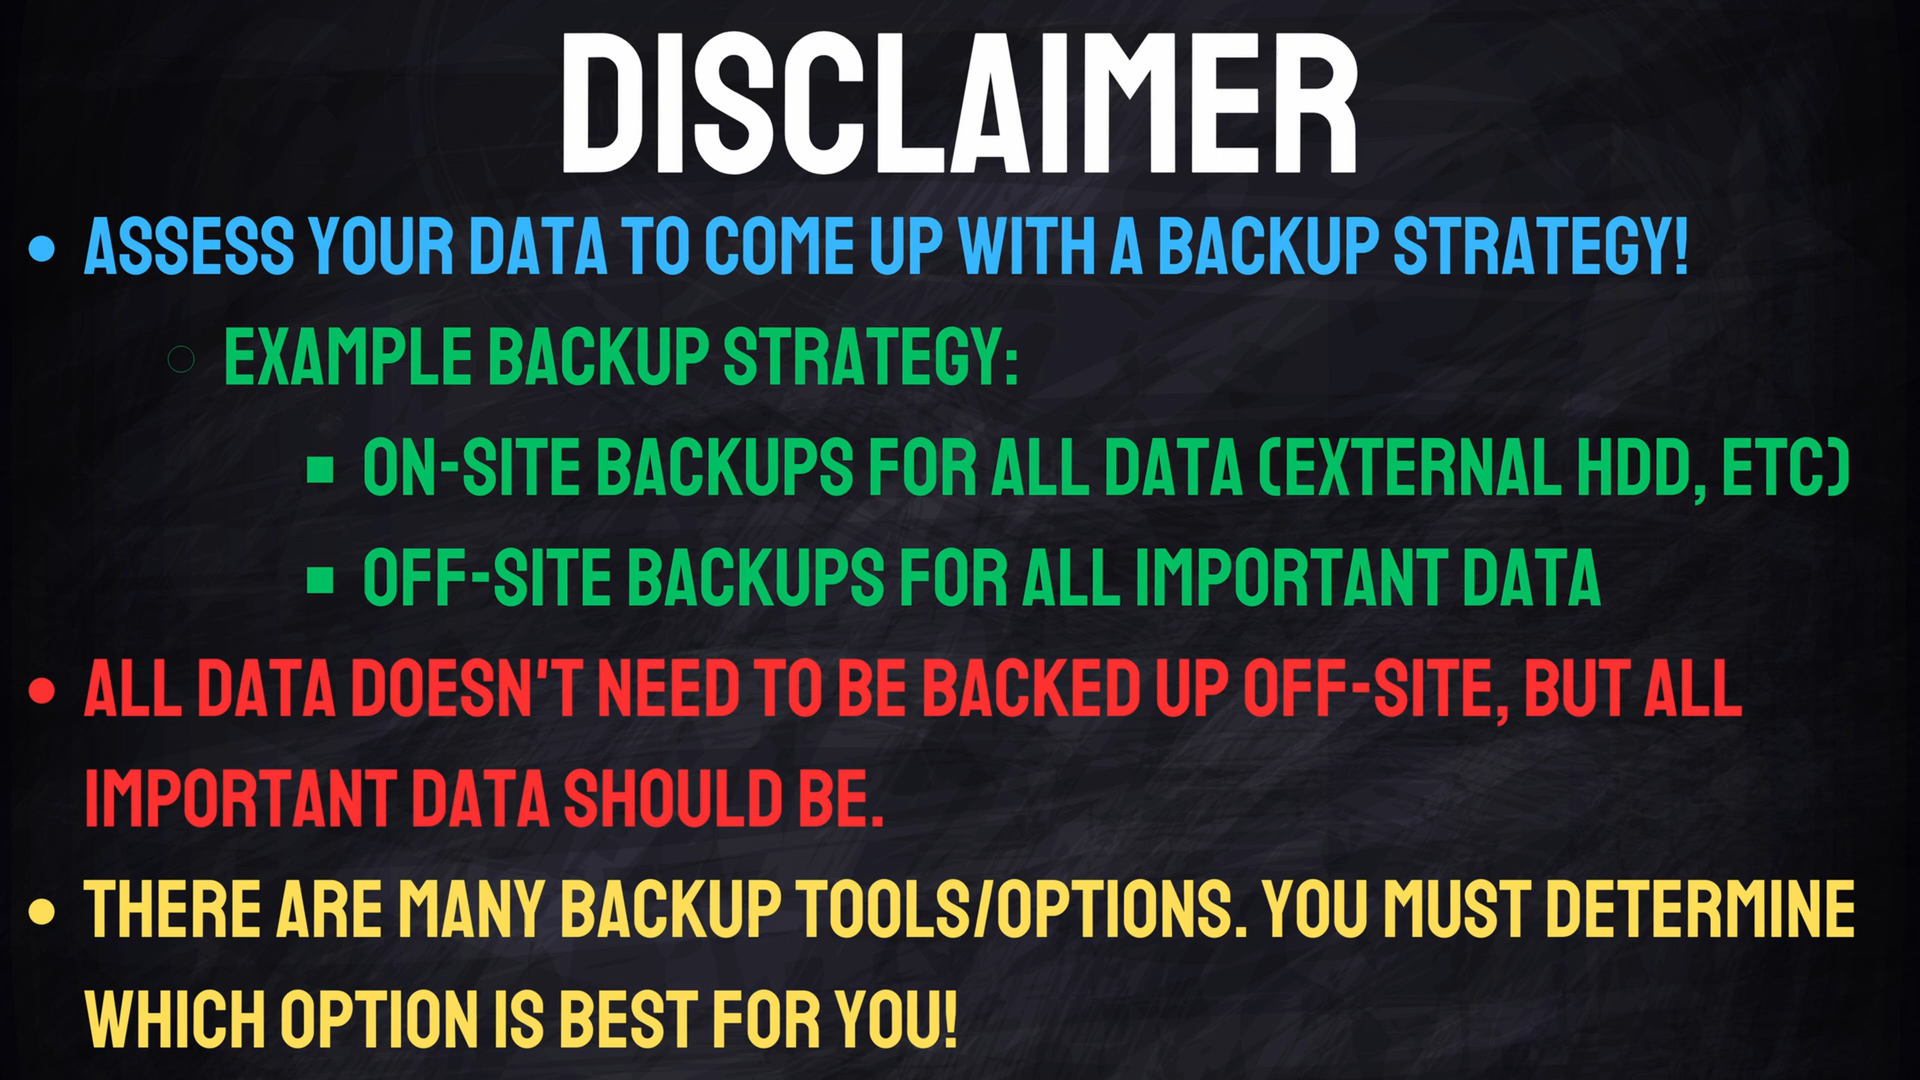 DISCLAIMER
• ASSESS YOUR DATA TO COME UP WITH A BACKUP STRATEGY!
○ EXAMPLE BACKUP STRATEGY:
▪ ON-SITE BACKUPS FOR ALL DATA (EXTERNAL HDD, ETC)
▪ OFF-SITE BACKUPS FOR ALL IMPORTANT DATA
• ALL DATA DOESN'T NEED TO BE BACKED UP OFF-SITE, BUT ALL
IMPORTANT DATA SHOULD BE.
• THERE ARE MANY BACKUP TOOLS/OPTIONS. YOU MUST DETERMINE
WHICH OPTION IS BEST FOR YOU!